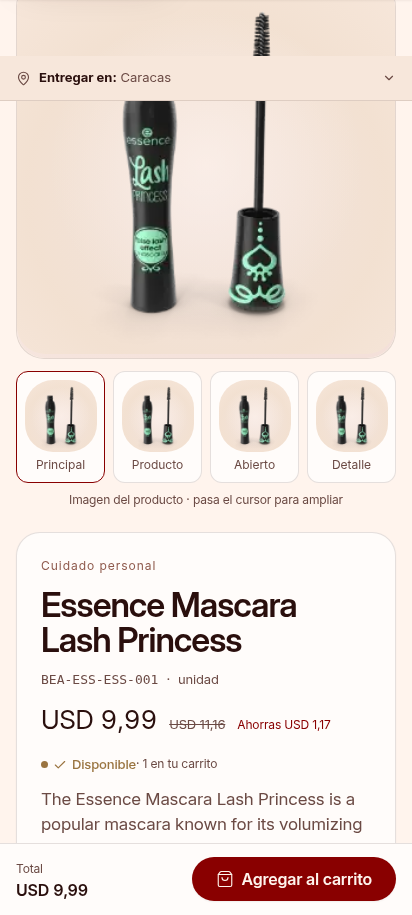 Entregar en: Caracas
essence
Lash
PRINCESS
false lash
effect
Principal
Producto
Abierto
Detalle
Imagen del producto · pasa el cursor para ampliar
Cuidado personal
Essence Mascara
Lash Princess
BEA-ESS-ESS-001 · unidad
USD 9,99 USD 11,16 Ahorras USD 1,17
Disponible · 1 en tu carrito
The Essence Mascara Lash Princess is a
popular mascara known for its volumizing
Total
USD 9,99
Agregar al carrito